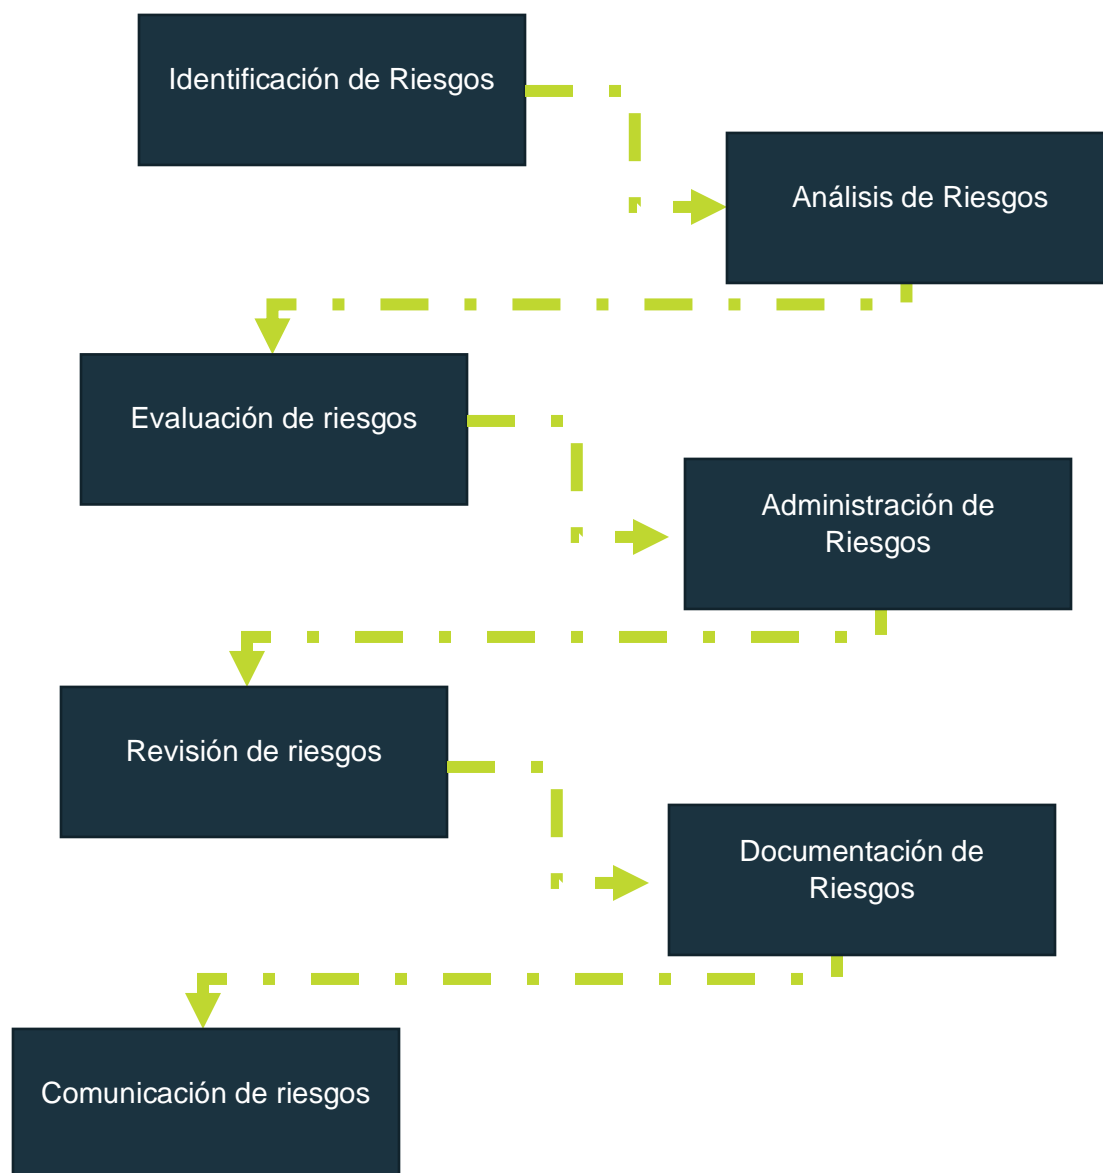 Identificación de Riesgos
Análisis de Riesgos
Evaluación de riesgos
Administración de
Riesgos
Revisión de riesgos
Documentación de
Riesgos
Comunicación de riesgos